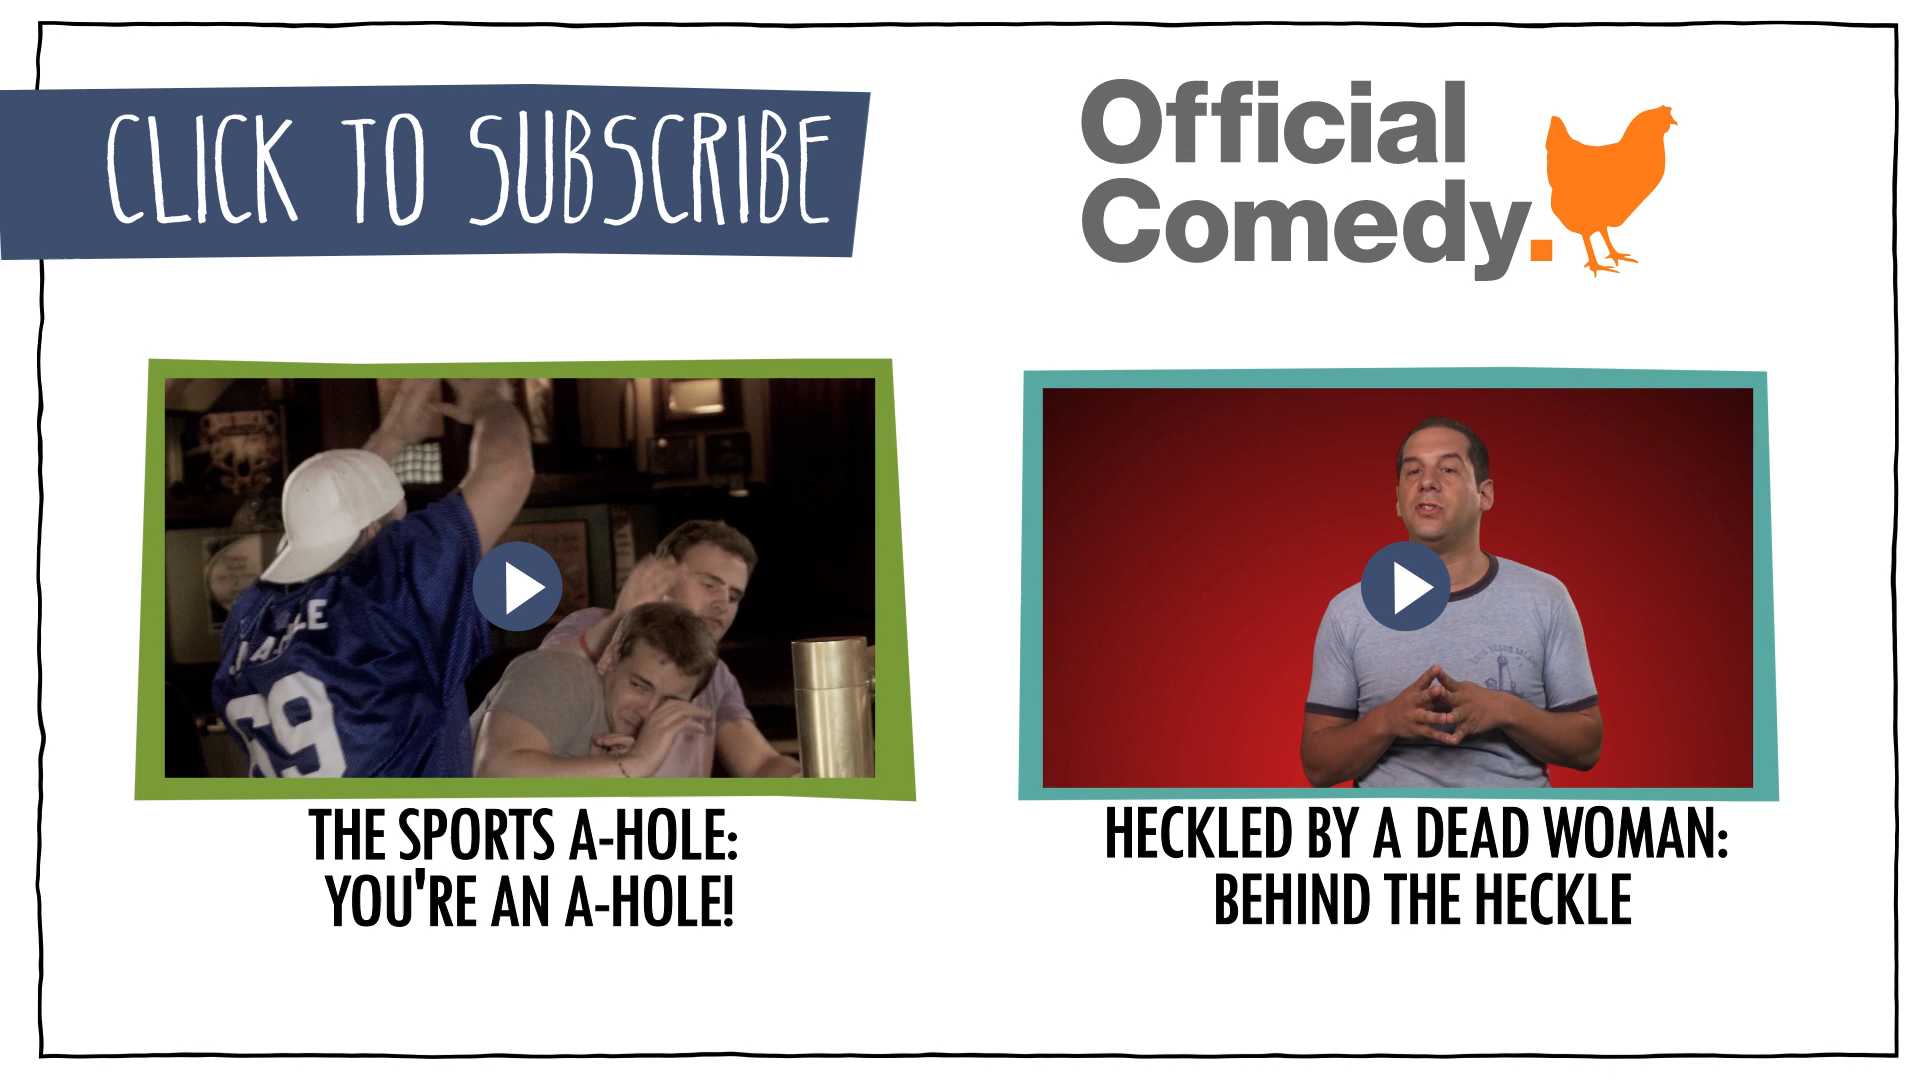 CLICK TO SUBSCRIBE
Official
Comedy.
69
THE SPORTS A-HOLE:
YOU'RE AN A-HOLE!
HECKLED BY A DEAD WOMAN:
BEHIND THE HECKLE